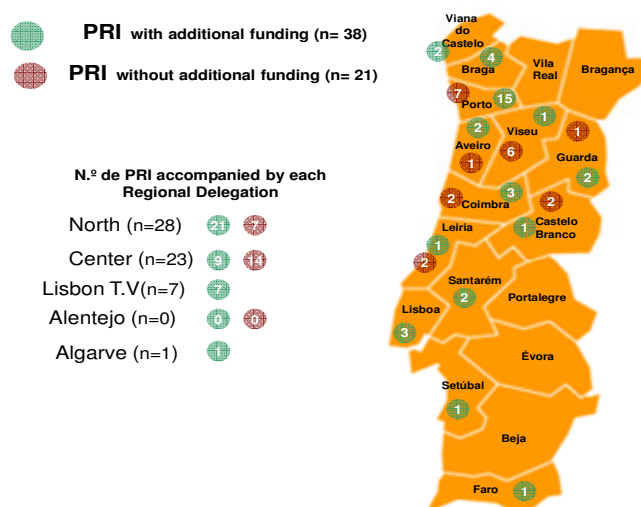 PRI with additional funding (n= 38)
PRI without additional funding (n= 21)
N.º de PRI accompanied by each
Regional Delegation
North (n=28) 21 7
Center (n=23) 9 14
Lisbon T.V(n=7) 7
Alentejo (n=0) 0 0
Algarve (n=1) 1
Viana
do
Castelo
2
4
Braga
Vila
Real
Bragança
7
Porto
15
2
1
Aveiro
Viseu
1
1
6
Guarda
2
2
Coimbra
3
2
Leiria
1
Castelo
Branco
1
2
Santarém
2
Portalegre
Lisboa
3
Évora
Setúbal
1
Beja
Faro
1